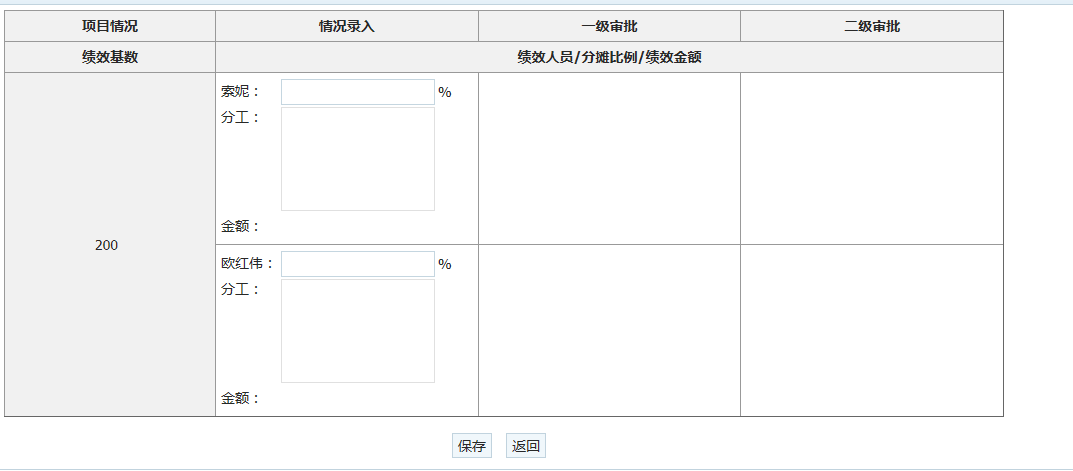 项目情况 情况录入 一级审批 二级审批
绩效基数 绩效人员/分摊比例/绩效金额
200
索妮： %
分工：
金额：
欧红伟： %
分工：
金额：
保存 返回